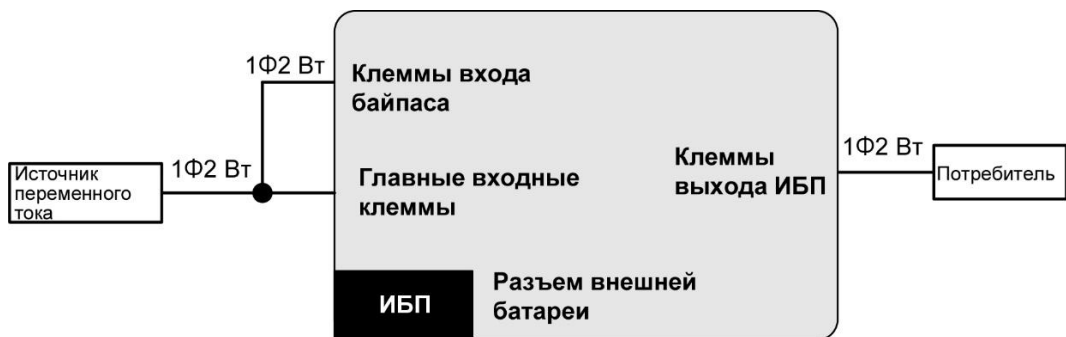 1Ф2 Вт
Клеммы входа
байпаса
Источник
переменного
тока
1Ф2 Вт
Главные входные
клеммы
Клеммы
выхода ИБП
1Ф2 Вт
Потребитель
ИБП
Разъем внешней
батареи